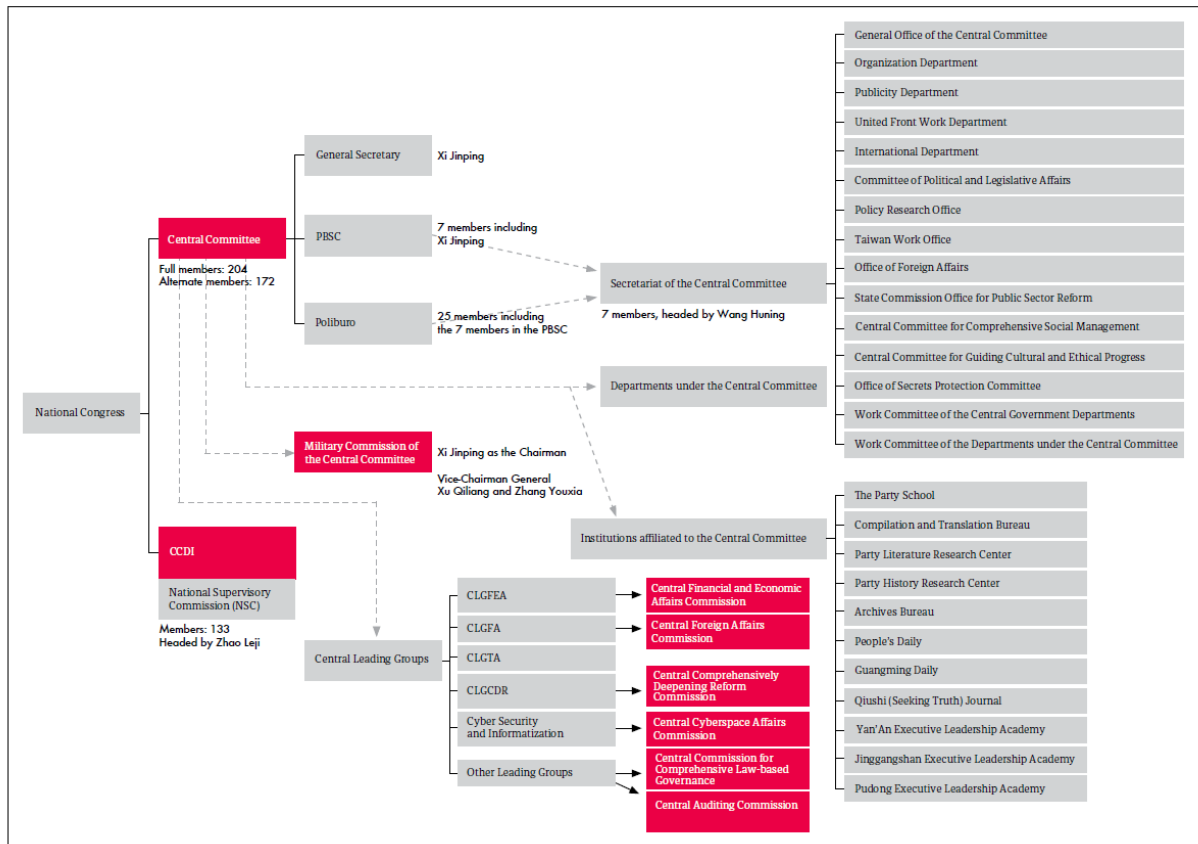 National Congress
Central Committee
Full members: 204
Alternate members: 172
CCDI
National Supervisory
Commission (NSC)
Members: 133
Headed by Zhao Leji
General Secretary
Xi Jinping
PBSC
7 members including
Xi Jinping
Poliburo
25 members including
the 7 members in the PBSC
Military Commission of
the Central Committee
Xi Jinping as the Chairman
Vice-Chairman General
Xu Qiliang and Zhang Youxia
Central Leading Groups
CLGFEA
CLGFA
CLGTA
CLGCDR
Cyber Security
and Informatization
Other Leading Groups
Central Financial and Economic
Affairs Commission
Central Foreign Affairs
Commission
Central Comprehensively
Deepening Reform
Commission
Central Cyberspace Affairs
Commission
Central Commission for
Comprehensive Law-based
Governance
Central Auditing Commission
Secretariat of the Central Committee
7 members, headed by Wang Huning
Departments under the Central Committee
Institutions affiliated to the Central Committee
General Office of the Central Committee
Organization Department
Publicity Department
United Front Work Department
International Department
Committee of Political and Legislative Affairs
Policy Research Office
Taiwan Work Office
Office of Foreign Affairs
State Commission Office for Public Sector Reform
Central Committee for Comprehensive Social Management
Central Committee for Guiding Cultural and Ethical Progress
Office of Secrets Protection Committee
Work Committee of the Central Government Departments
Work Committee of the Departments under the Central Committee
The Party School
Compilation and Translation Bureau
Party Literature Research Center
Party History Research Center
Archives Bureau
People's Daily
Guangming Daily
Qiushi (Seeking Truth) Journal
Yan'An Executive Leadership Academy
Jinggangshan Executive Leadership Academy
Pudong Executive Leadership Academy